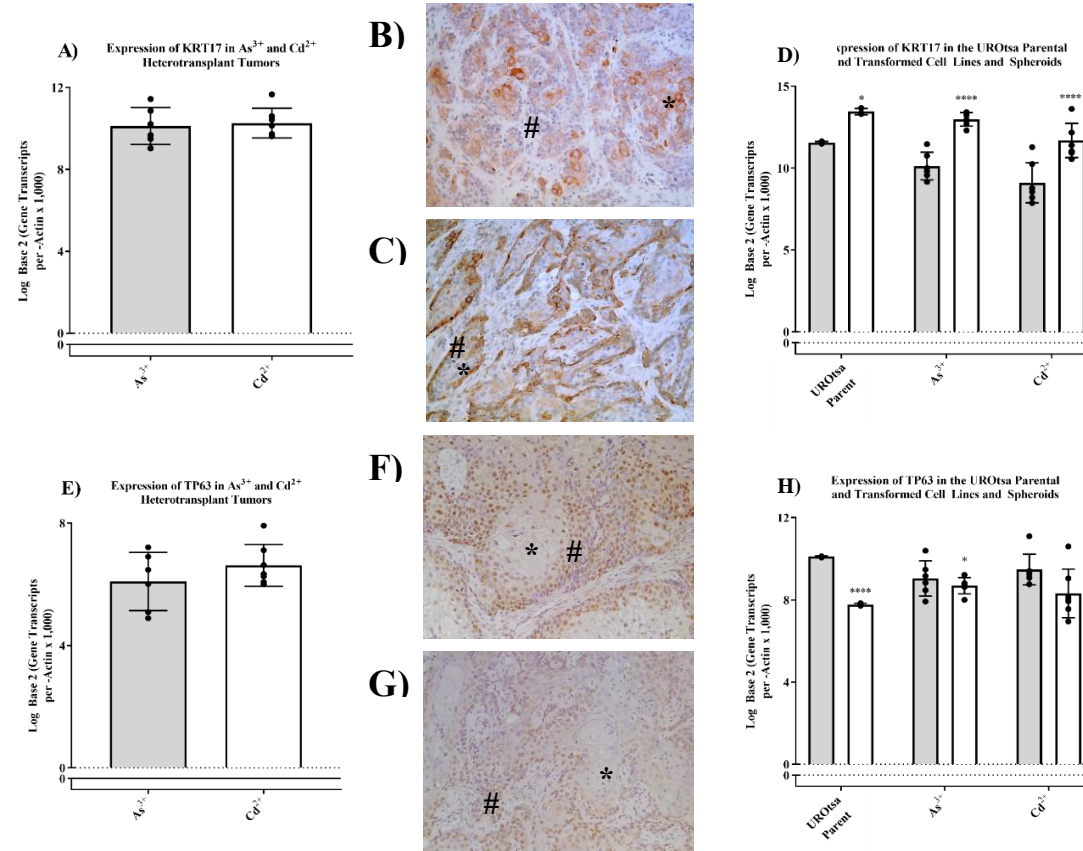 A)
Expression of KRT17 in As³⁺ and Cd²⁺
Heterotransplant Tumors
Log Base 2 (Gene Transcripts
per -Actin x 1,000)
12
8
4
0
0
As³⁺
Cd²⁺
B)
#
*
C)
#
*
D)
cpression of KRT17 in the UROtsa Parental
nd Transformed Cell Lines and Spheroids
Log Base 2 (Gene Transcripts
per -Actin x 1,000)
15
10
5
0
0
*
****
****
UROtsa
Parent
As³⁺
Cd²⁺
E)
Expression of TP63 in As³⁺ and Cd²⁺
Heterotransplant Tumors
Log Base 2 (Gene Transcripts
per -Actin x 1,000)
8
4
0
0
As³⁺
Cd²⁺
F)
*
#
G)
*
#
H)
Expression of TP63 in the UROtsa Parental
and Transformed Cell Lines and Spheroids
Log Base 2 (Gene Transcripts
per -Actin x 1,000)
12
8
4
0
0
****
*
UROtsa
Parent
As³⁺
Cd²⁺